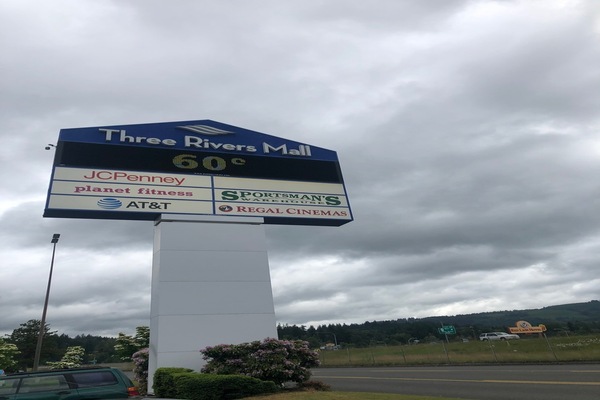 Three Rivers Mall
60°
JCPenney
planet fitness
AT&T
SPORTSMAN'S
WAREHOUSE
REGAL CINEMAS